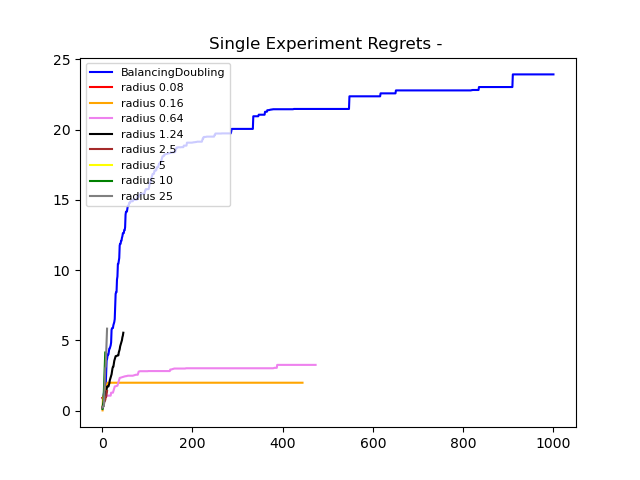 Single Experiment Regrets -
25
20
15
10
5
0
BalancingDoubling
radius 0.08
radius 0.16
radius 0.64
radius 1.24
radius 2.5
radius 5
radius 10
radius 25
0 200 400 600 800 1000